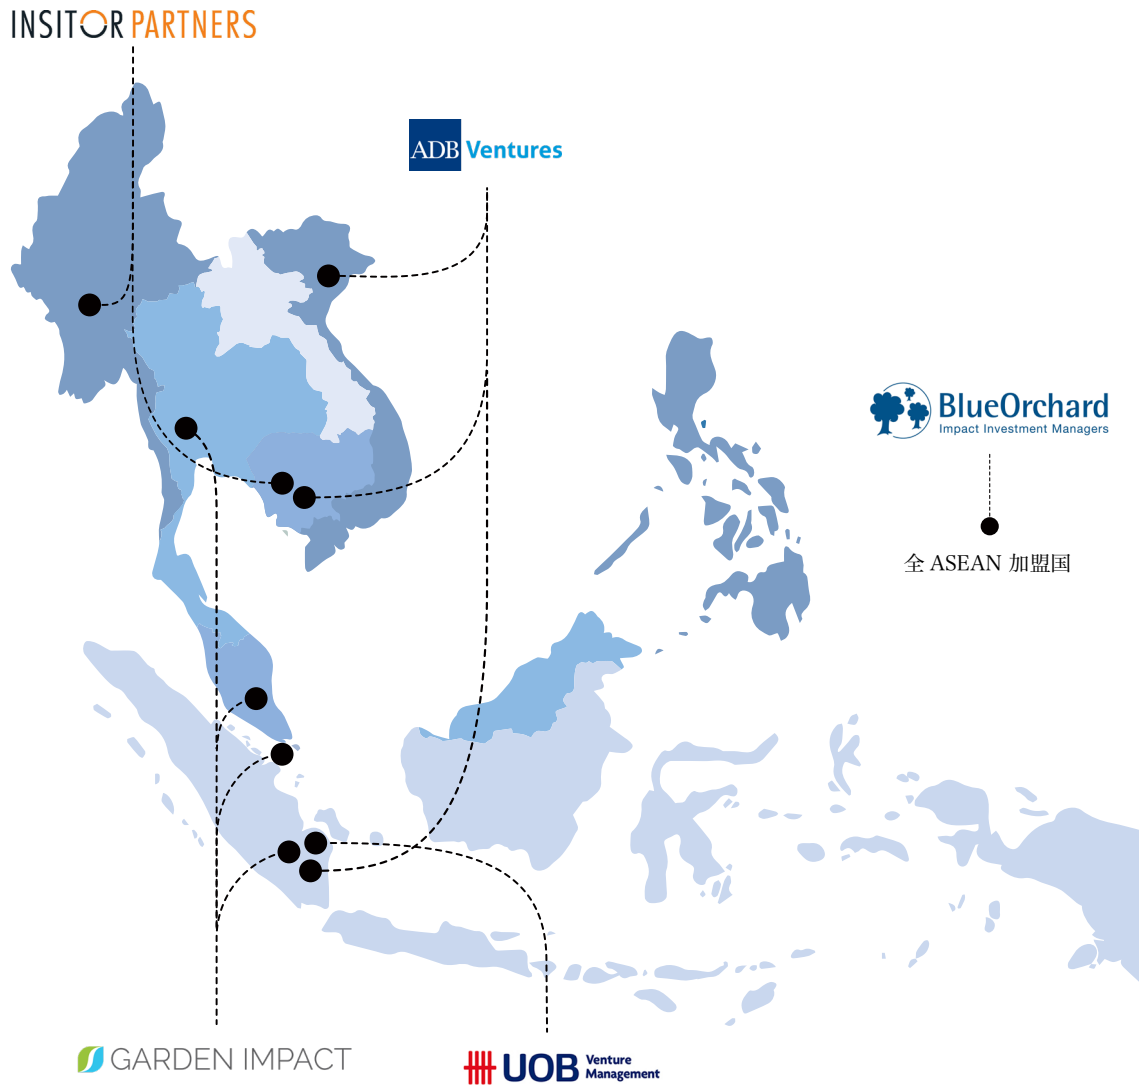 INSITOR PARTNERS
ADB Ventures
BlueOrchard
Impact Investment Managers
全 ASEAN 加盟国
GARDEN IMPACT
UOB Venture
Management